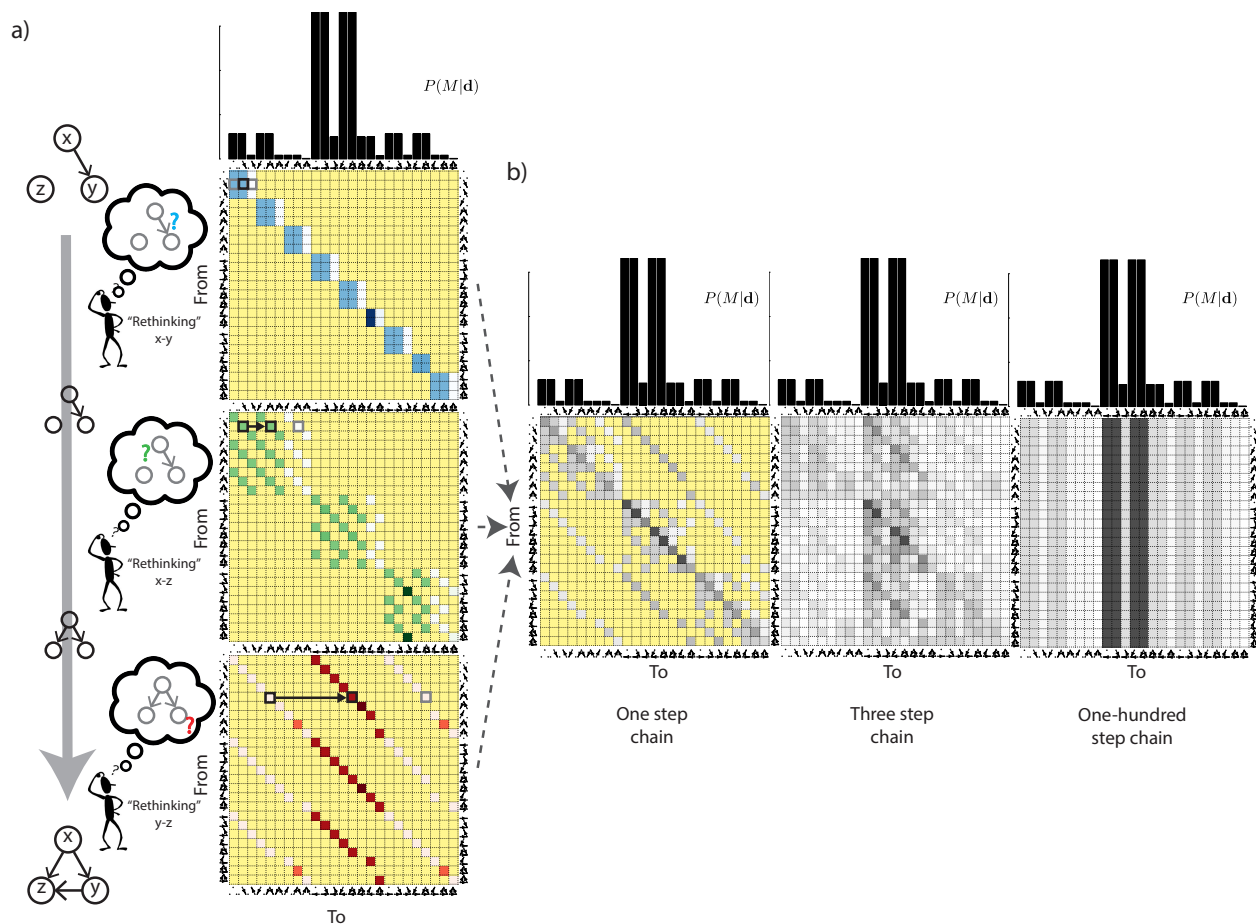 a)
P(M|d)
x
z
y
?
From
"Rethinking"
x-y
?
From
"Rethinking"
x-z
?
From
"Rethinking"
y-z
x
z
y
To
b)
P(M|d)
P(M|d)
P(M|d)
From
To
To
To
One step
chain
Three step
chain
One-hundred
step chain